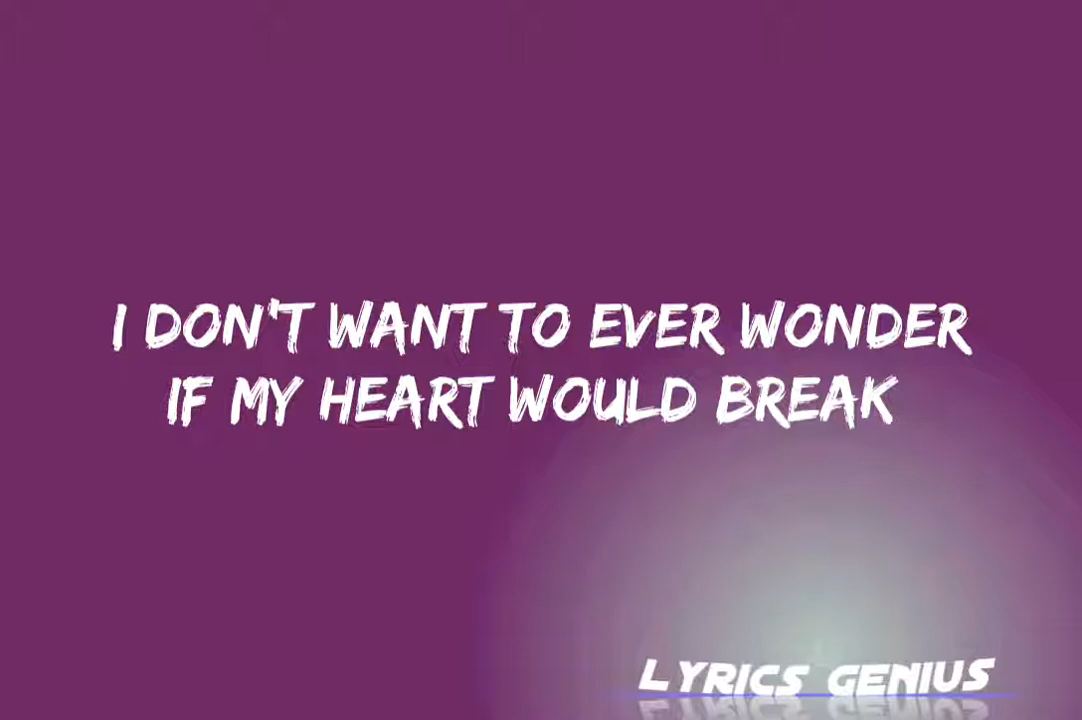 I DON'T WANT TO EVER WONDER
IF MY HEART WOULD BREAK
LYRICS GENIUS